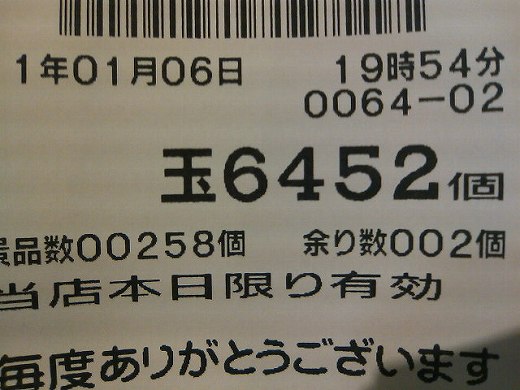 1年01月06日 19時54分
0064-02
玉6452個
景品数00258個 余り数002個
当店本日限り有効
毎度ありがとうございます